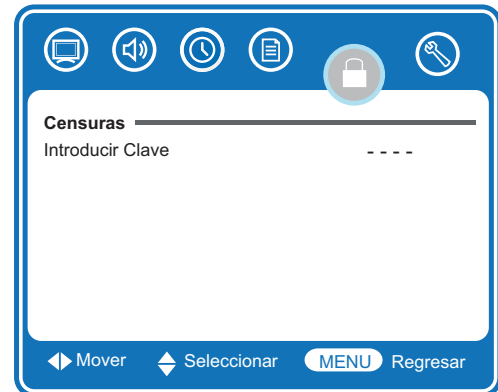 Censuras
Introducir Clave - - - -
Mover Seleccionar MENU Regresar